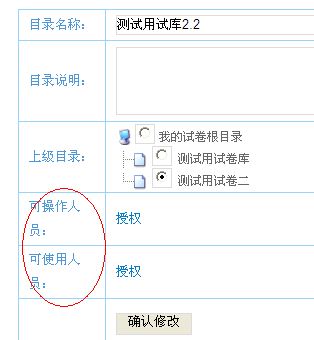 目录名称：
测试用试库2.2
目录说明：
上级目录：
我的试卷根目录
测试用试卷库
测试用试卷二
可操作人
员：
授权
可使用人
员：
授权
确认修改